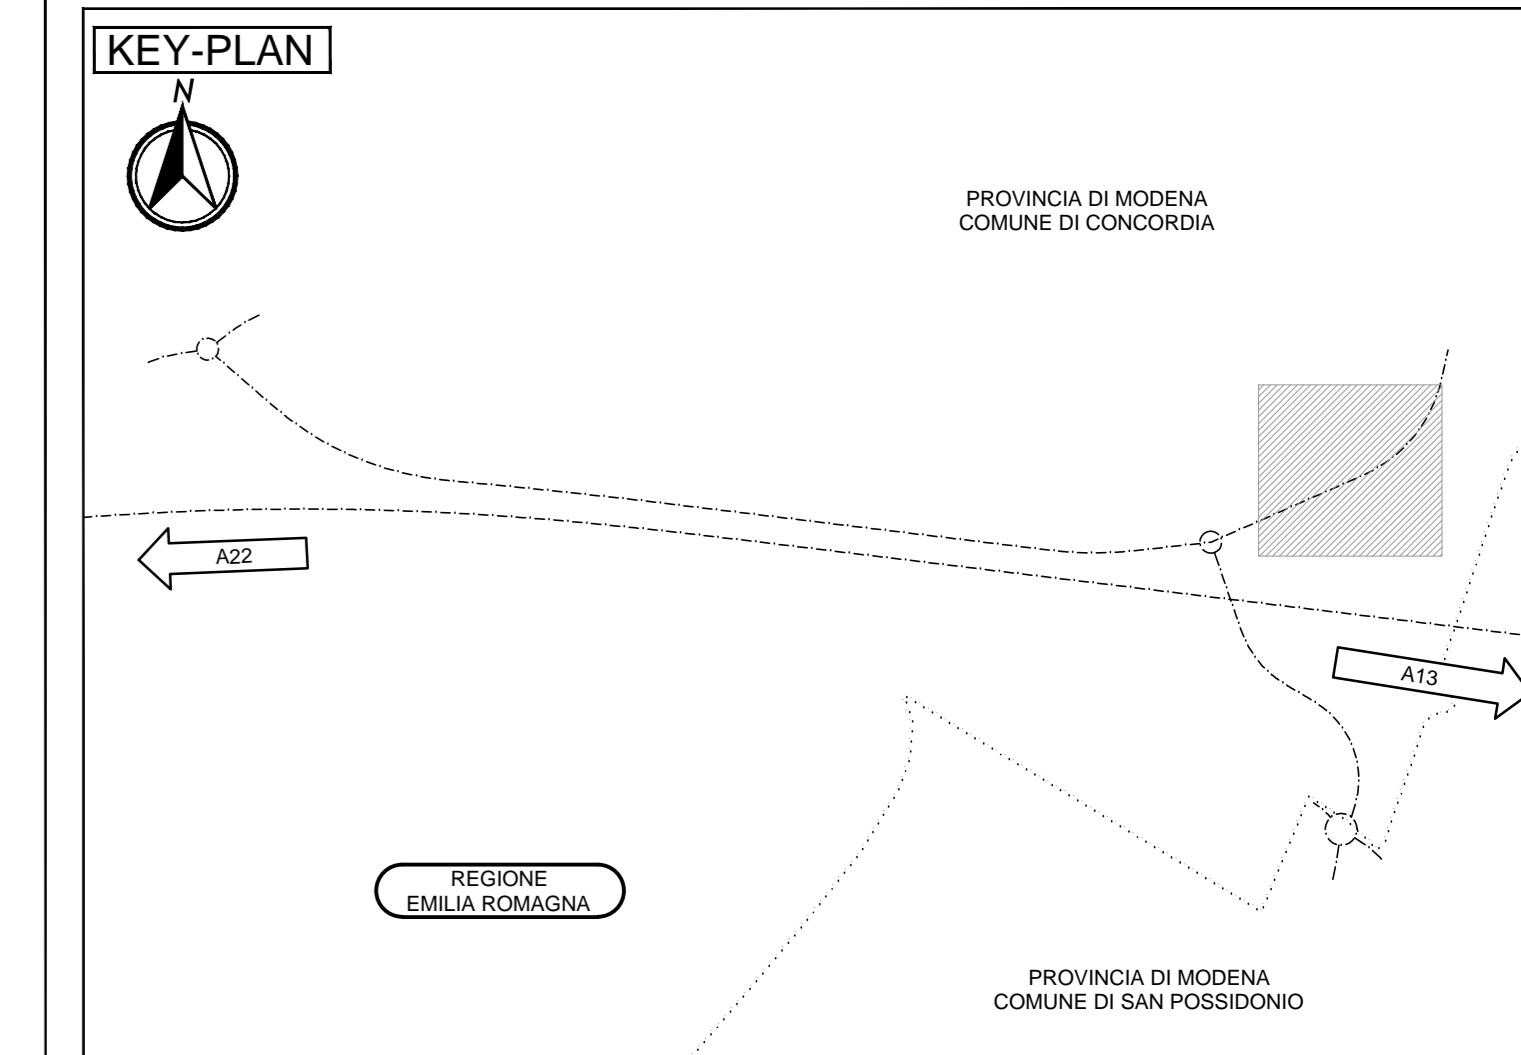 KEY-PLAN
N
PROVINCIA DI MODENA
COMUNE DI CONCORDIA
A22
A13
REGIONE
EMILIA ROMAGNA
PROVINCIA DI MODENA
COMUNE DI SAN POSSIDONIO